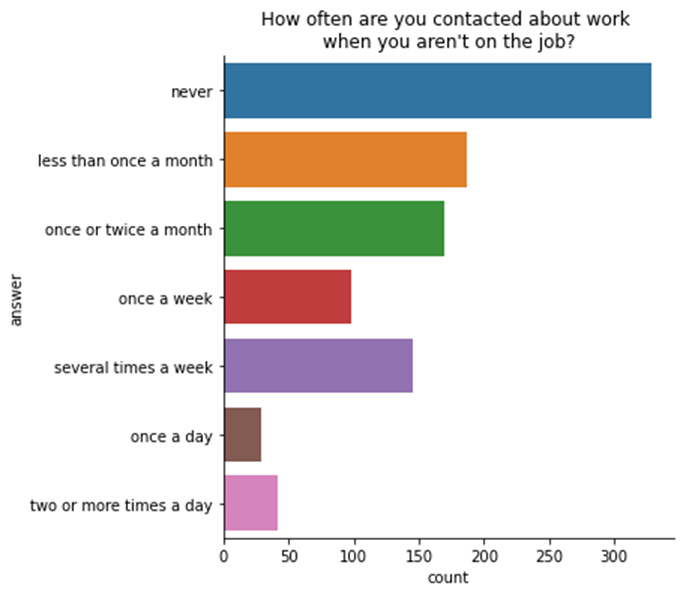 How often are you contacted about work
when you aren't on the job?
never
less than once a month
once or twice a month
once a week
several times a week
once a day
two or more times a day
answer
0 50 100 150 200 250 300
count